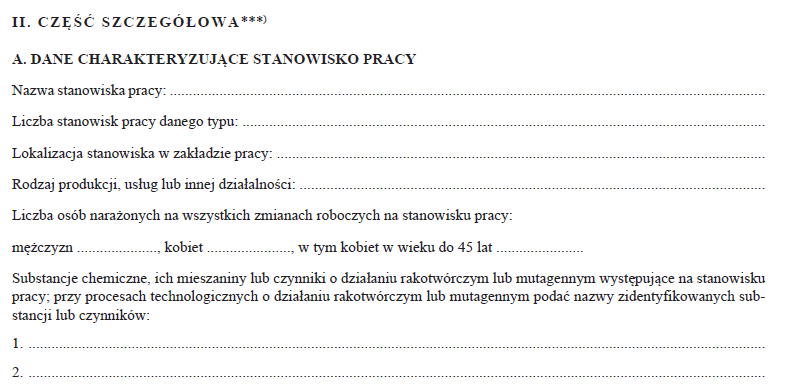 II. CZĘŚĆ SZCZEGÓŁOWA***)
A. DANE CHARAKTERYZUJĄCE STANOWISKO PRACY
Nazwa stanowiska pracy: ....................................................................................................................................................
Liczba stanowisk pracy danego typu: ..................................................................................................................................
Lokalizacja stanowiska w zakładzie pracy: ..........................................................................................................................
Rodzaj produkcji, usług lub innej działalności: ....................................................................................................................
Liczba osób narażonych na wszystkich zmianach roboczych na stanowisku pracy:
mężczyzn ....................., kobiet ......................, w tym kobiet w wieku do 45 lat .......................
Substancje chemiczne, ich mieszaniny lub czynniki o działaniu rakotwórczym lub mutagennym występujące na stanowisku
pracy; przy procesach technologicznych o działaniu rakotwórczym lub mutagennym podać nazwy zidentyfikowanych sub-
stancji lub czynników:
1. ........................................................................................................................................................................................
2. ........................................................................................................................................................................................